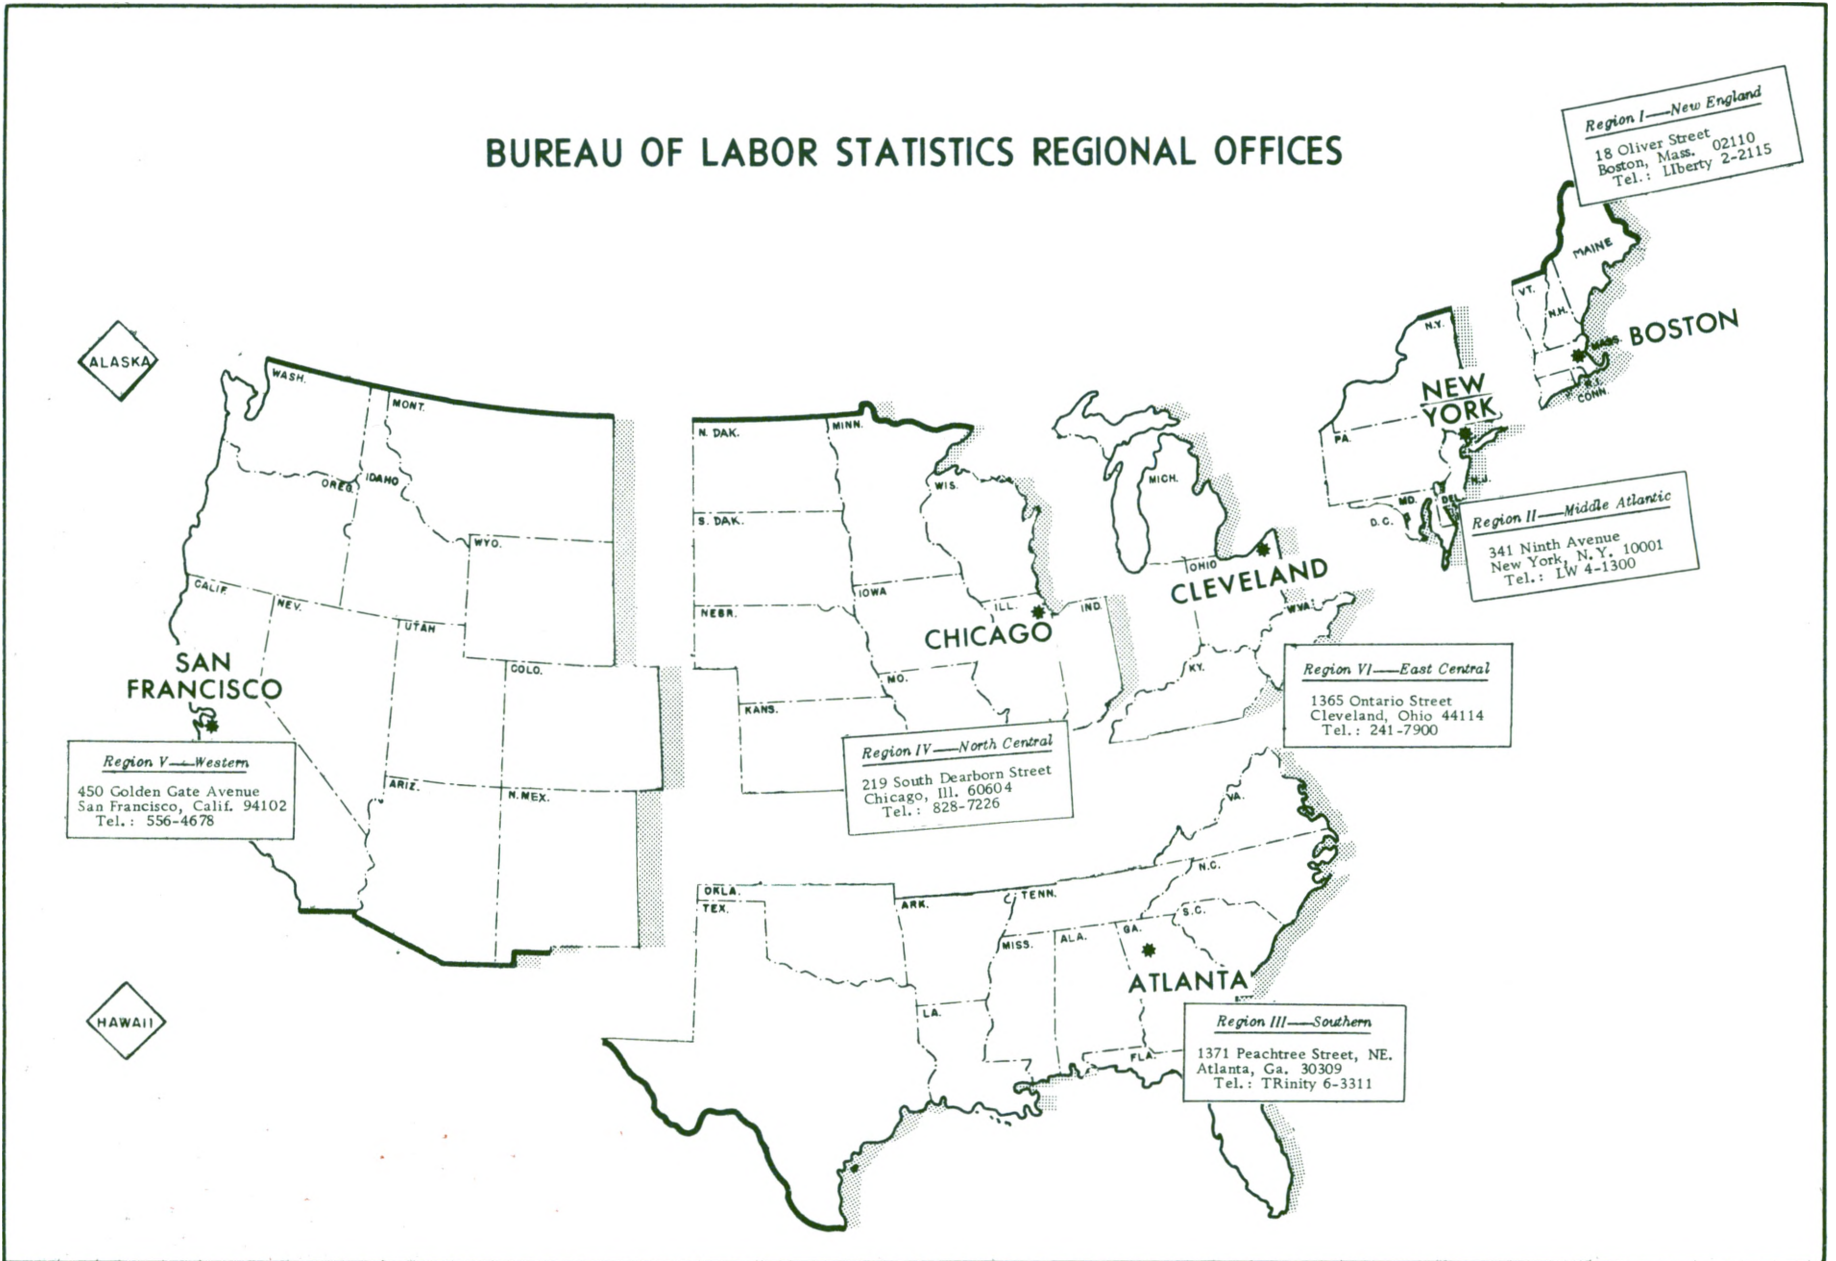 BUREAU OF LABOR STATISTICS REGIONAL OFFICES
Region I—New England
18 Oliver Street
Boston, Mass. 02110
Tel.: LIberty 2-2115
MAINE
VT.
N.H.
MASS.
BOSTON
R.I.
CONN.
N.Y.
NEW
YORK
PA.
N.J.
MD.
DEL.
D.C.
Region II—Middle Atlantic
341 Ninth Avenue
New York, N.Y. 10001
Tel.: LW 4-1300
ALASKA
WASH.
MONT.
OREG.
IDAHO
WYO.
CALIF.
NEV.
UTAH
COLO.
SAN
FRANCISCO
Region V—Western
450 Golden Gate Avenue
San Francisco, Calif. 94102
Tel.: 556-4678
ARIZ.
N.MEX.
HAWAII
N. DAK.
MINN.
WIS.
S. DAK.
IOWA
NEBR.
ILL.
IND.
CHICAGO
MO.
KANS.
Region IV—North Central
219 South Dearborn Street
Chicago, Ill. 60604
Tel.: 828-7226
MICH.
OHIO
CLEVELAND
W.VA.
KY.
Region VI—East Central
1365 Ontario Street
Cleveland, Ohio 44114
Tel.: 241-7900
VA.
N.C.
OKLA.
TEX.
ARK.
TENN.
S.C.
MISS.
ALA.
GA.
ATLANTA
LA.
FLA.
Region III—Southern
1371 Peachtree Street, NE.
Atlanta, Ga. 30309
Tel.: TRinity 6-3311